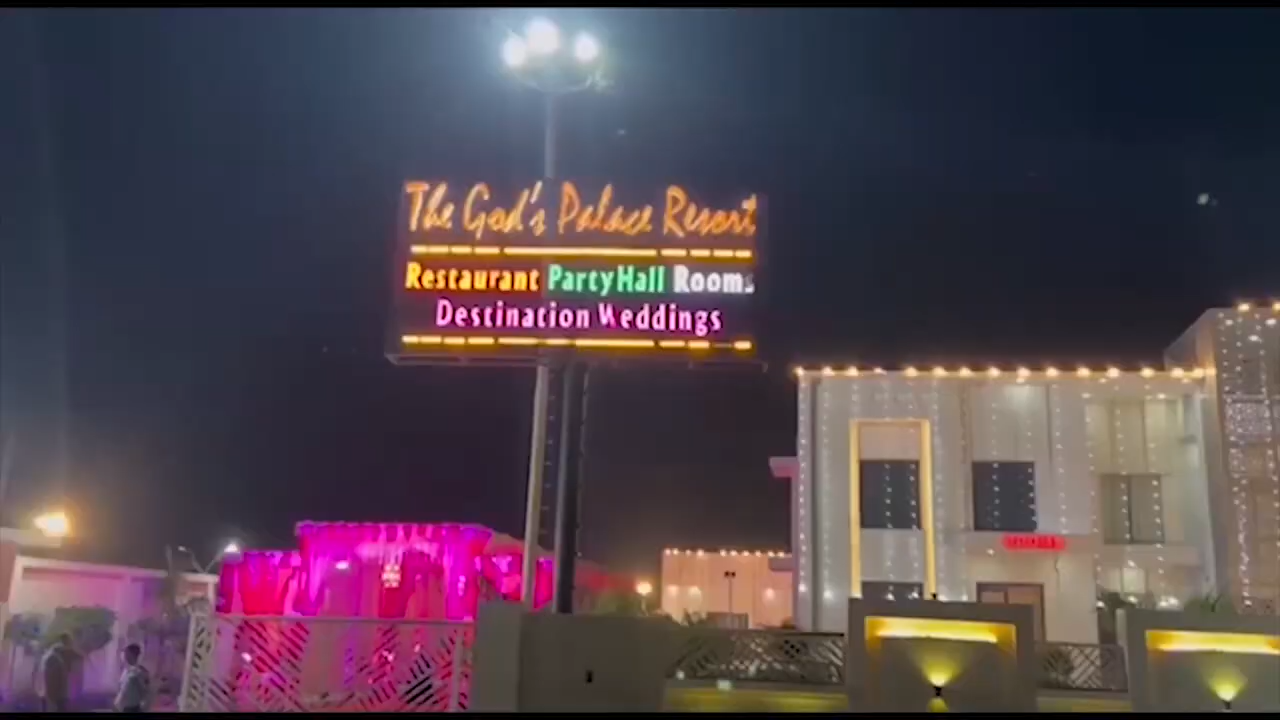 The God's Palace Resort
Restaurant PartyHall Rooms
Destination Weddings